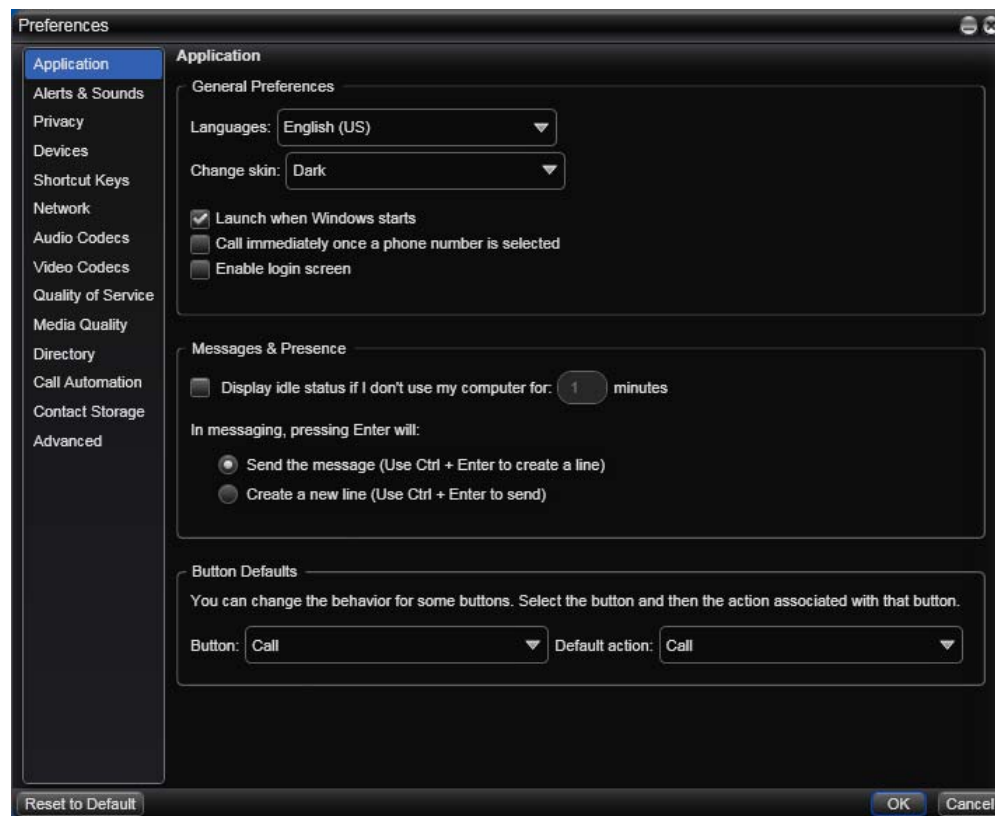 Preferences
Application
Alerts & Sounds
Privacy
Devices
Shortcut Keys
Network
Audio Codecs
Video Codecs
Quality of Service
Media Quality
Directory
Call Automation
Contact Storage
Advanced
Application
General Preferences
Languages: English (US)
Change skin: Dark
Launch when Windows starts
Call immediately once a phone number is selected
Enable login screen
Messages & Presence
Display idle status if I don't use my computer for: 1 minutes
In messaging, pressing Enter will:
Send the message (Use Ctrl + Enter to create a line)
Create a new line (Use Ctrl + Enter to send)
Button Defaults
You can change the behavior for some buttons. Select the button and then the action associated with that button.
Button: Call Default action: Call
Reset to Default OK Cancel